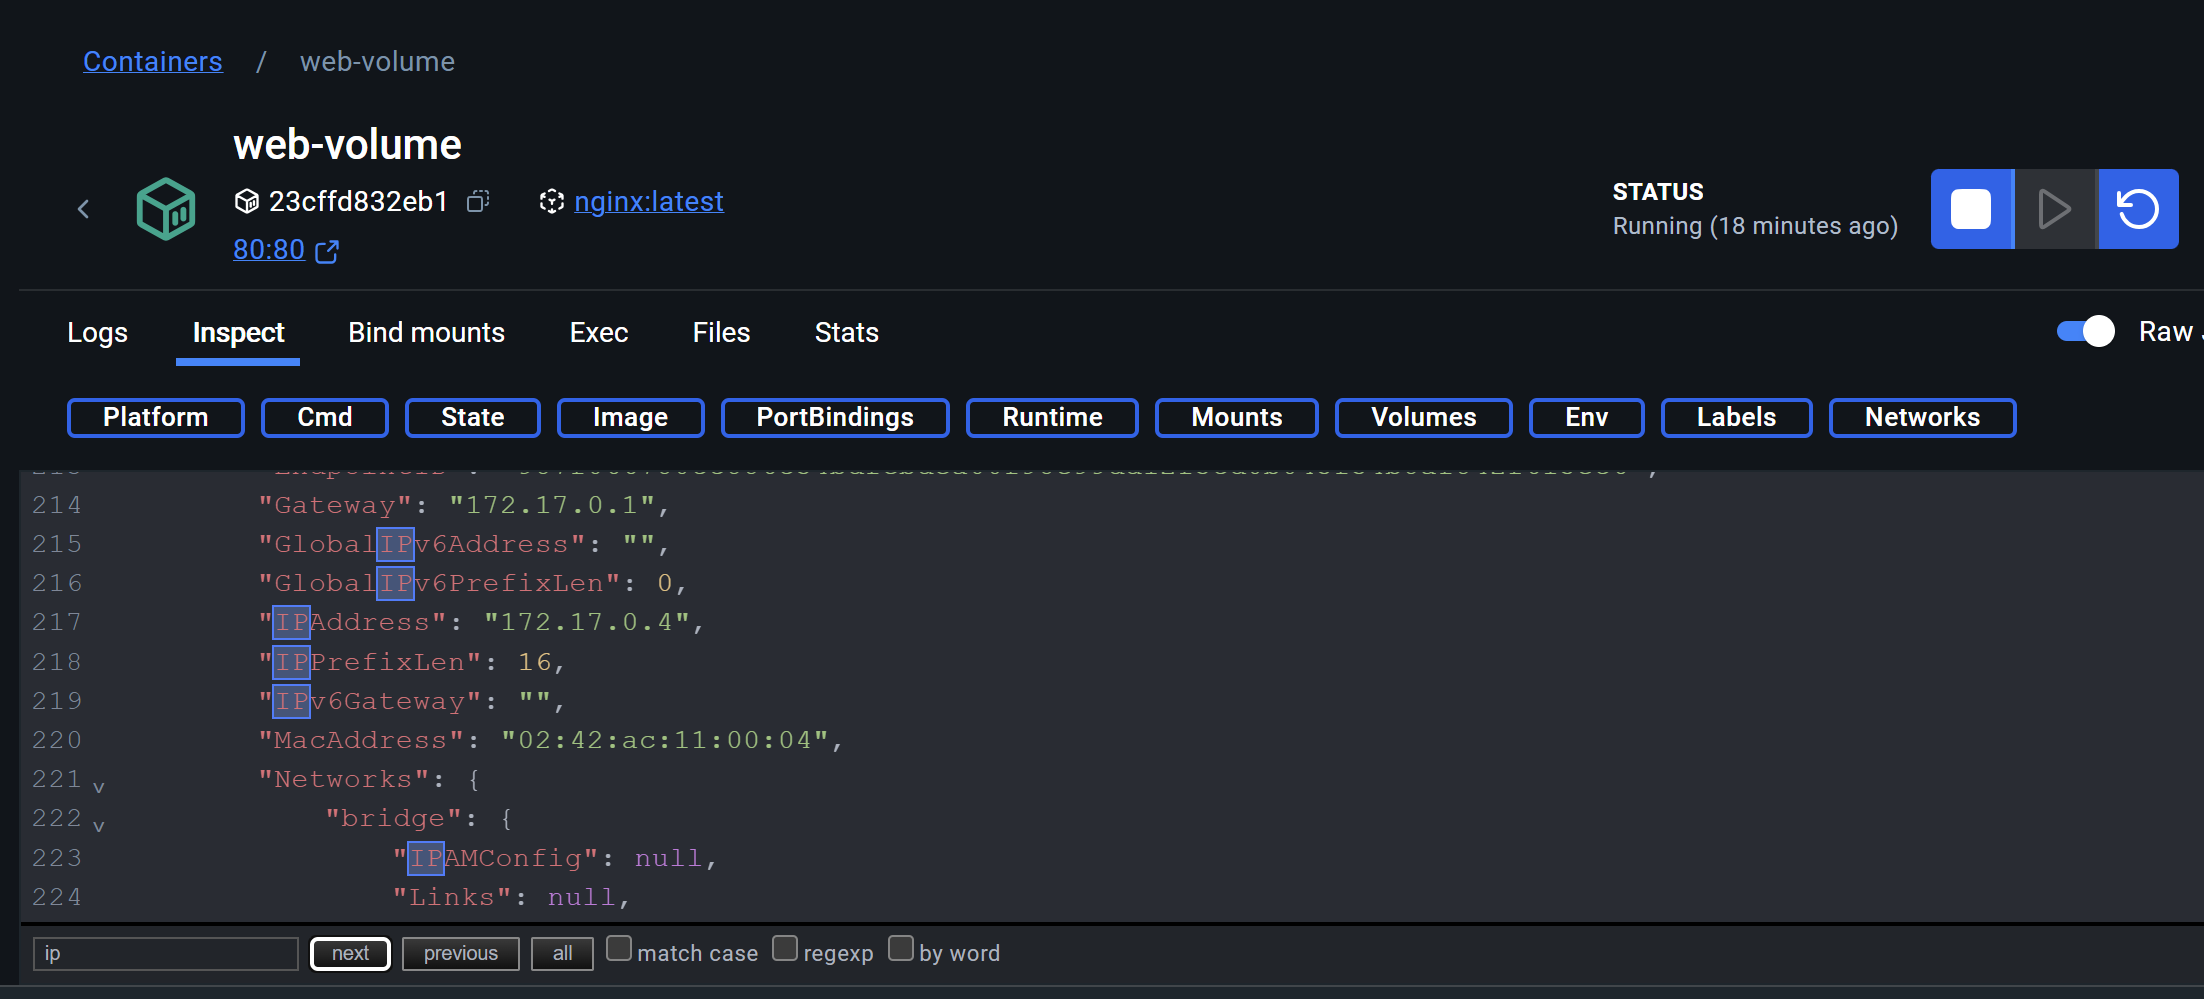 Containers / web-volume
web-volume
23cffd832eb1 nginx:latest
80:80
STATUS
Running (18 minutes ago)
Logs Inspect Bind mounts Exec Files Stats Raw
Platform Cmd State Image PortBindings Runtime Mounts Volumes Env Labels Networks
214 "Gateway": "172.17.0.1",
215 "GlobalIPv6Address": "",
216 "GlobalIPv6PrefixLen": 0,
217 "IPAddress": "172.17.0.4",
218 "IPPrefixLen": 16,
219 "IPv6Gateway": "",
220 "MacAddress": "02:42:ac:11:00:04",
221 "Networks": {
222 "bridge": {
223 "IPAMConfig": null,
224 "Links": null,
ip next previous all match case regexp by word